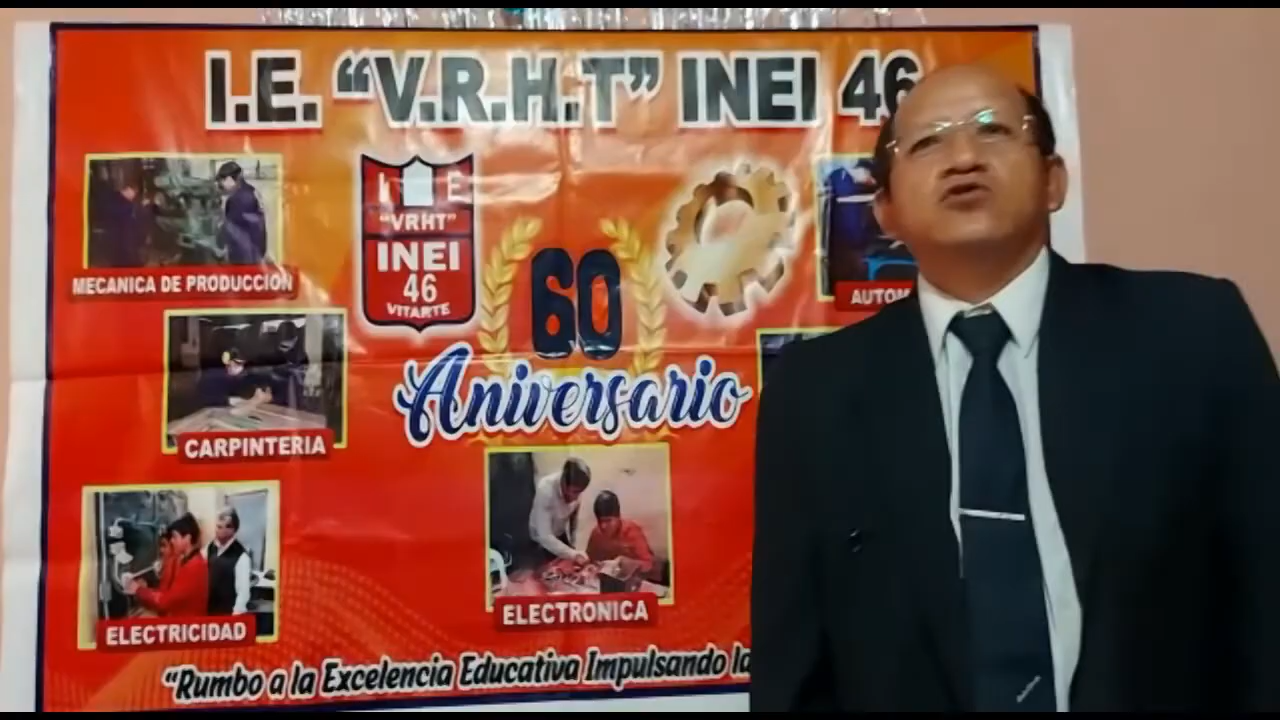 I.E. “V.R.H.T” INEI 46
I E
“VRHT”
INEI
46
VITARTE
MECANICA DE PRODUCCION
AUTOM
60
Aniversario
CARPINTERIA
ELECTRICIDAD
ELECTRONICA
“Rumbo a la Excelencia Educativa Impulsando la